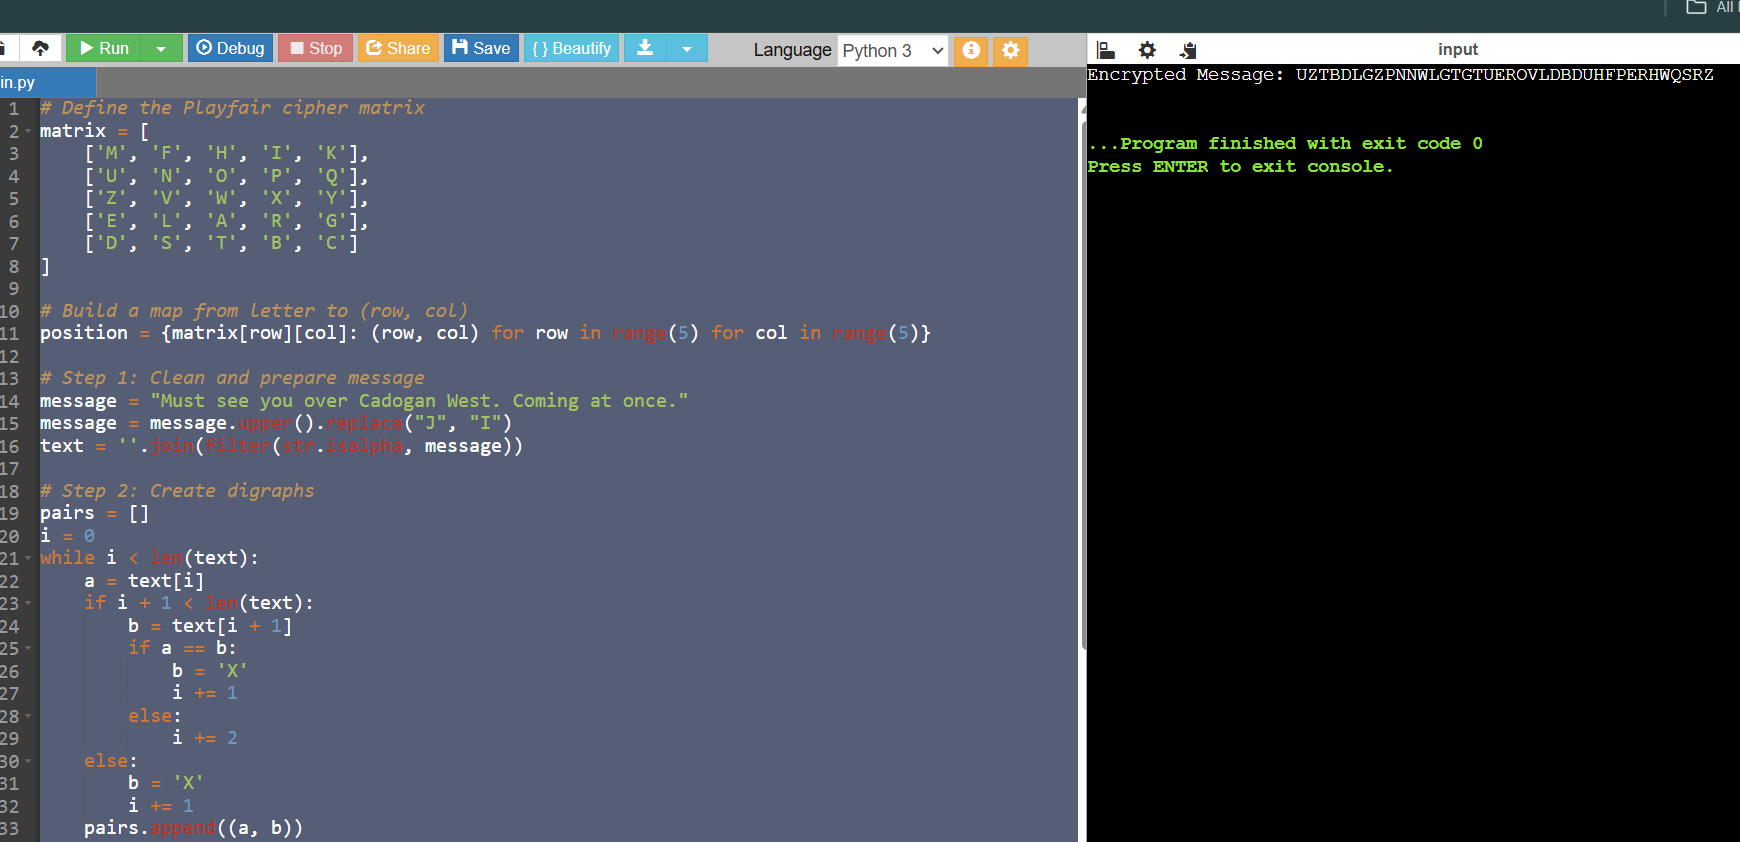 All
Run
Debug
Stop
Share
Save
{ } Beautify
Language Python 3
input
in.py
1 # Define the Playfair cipher matrix
2 matrix = [
3     ['M', 'F', 'H', 'I', 'K'],
4     ['U', 'N', 'O', 'P', 'Q'],
5     ['Z', 'V', 'W', 'X', 'Y'],
6     ['E', 'L', 'A', 'R', 'G'],
7     ['D', 'S', 'T', 'B', 'C']
8 ]
9
10 # Build a map from letter to (row, col)
11 position = {matrix[row][col]: (row, col) for row in range(5) for col in range(5)}
12
13 # Step 1: Clean and prepare message
14 message = "Must see you over Cadogan West. Coming at once."
15 message = message.upper().replace("J", "I")
16 text = ''.join(filter(str.isalpha, message))
17
18 # Step 2: Create digraphs
19 pairs = []
20 i = 0
21 while i < len(text):
22     a = text[i]
23     if i + 1 < len(text):
24         b = text[i + 1]
25         if a == b:
26             b = 'X'
27             i += 1
28         else:
29             i += 2
30     else:
31         b = 'X'
32         i += 1
33     pairs.append((a, b))
Encrypted Message: UZTBDLGZPNNWLGTGTUEROVLDBDUHFPERHWQSRZ
...Program finished with exit code 0
Press ENTER to exit console.